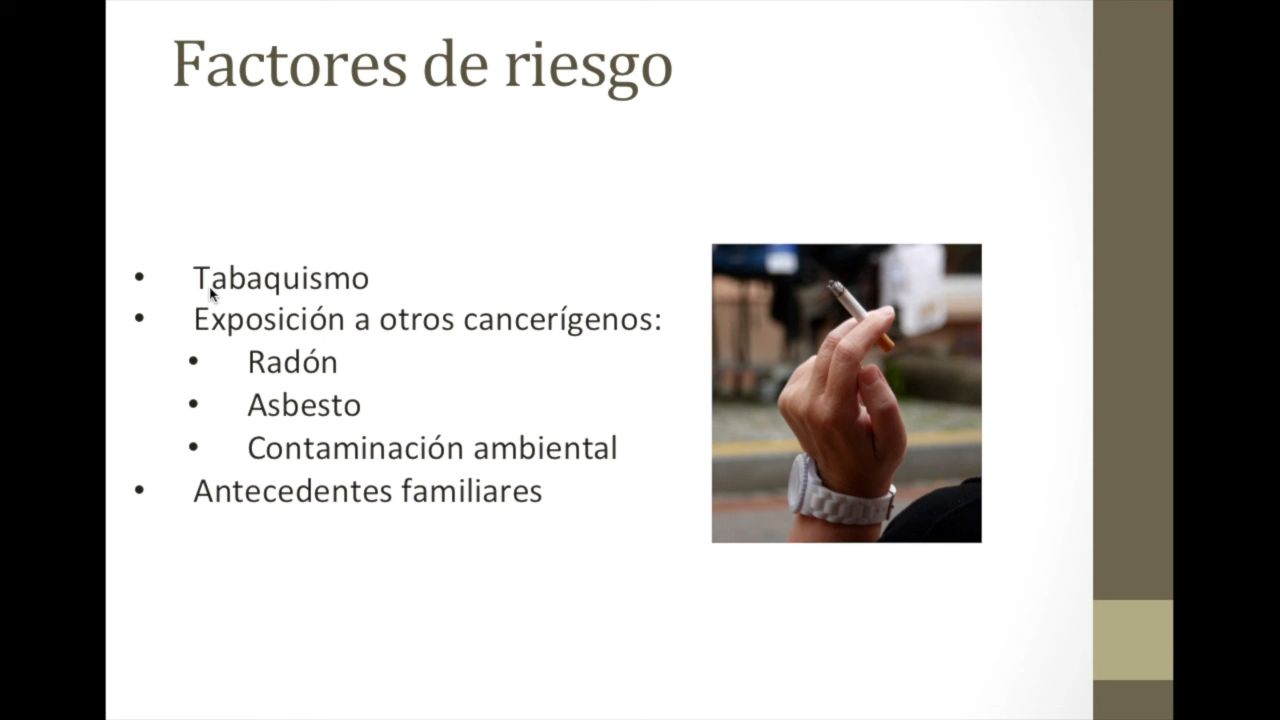 Factores de riesgo
• Tabaquismo
• Exposición a otros cancerígenos:
• Radón
• Asbesto
• Contaminación ambiental
• Antecedentes familiares